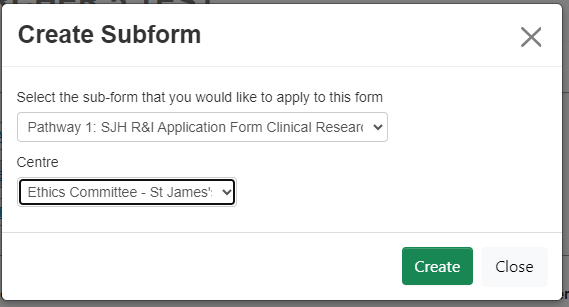 Create Subform
Select the sub-form that you would like to apply to this form
Pathway 1: SJH R&I Application Form Clinical Researc
Centre
Ethics Committee - St James':
Create
Close